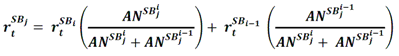 r_t^{SB_j} = r_t^{SB_i} ( AN^{SB_j^i} / ( AN^{SB_j^i} + AN^{SB_j^{i-1}} ) ) + r_t^{SB_{i-1}} ( AN^{SB_j^{i-1}} / ( AN^{SB_j^i} + AN^{SB_j^{i-1}} ) )